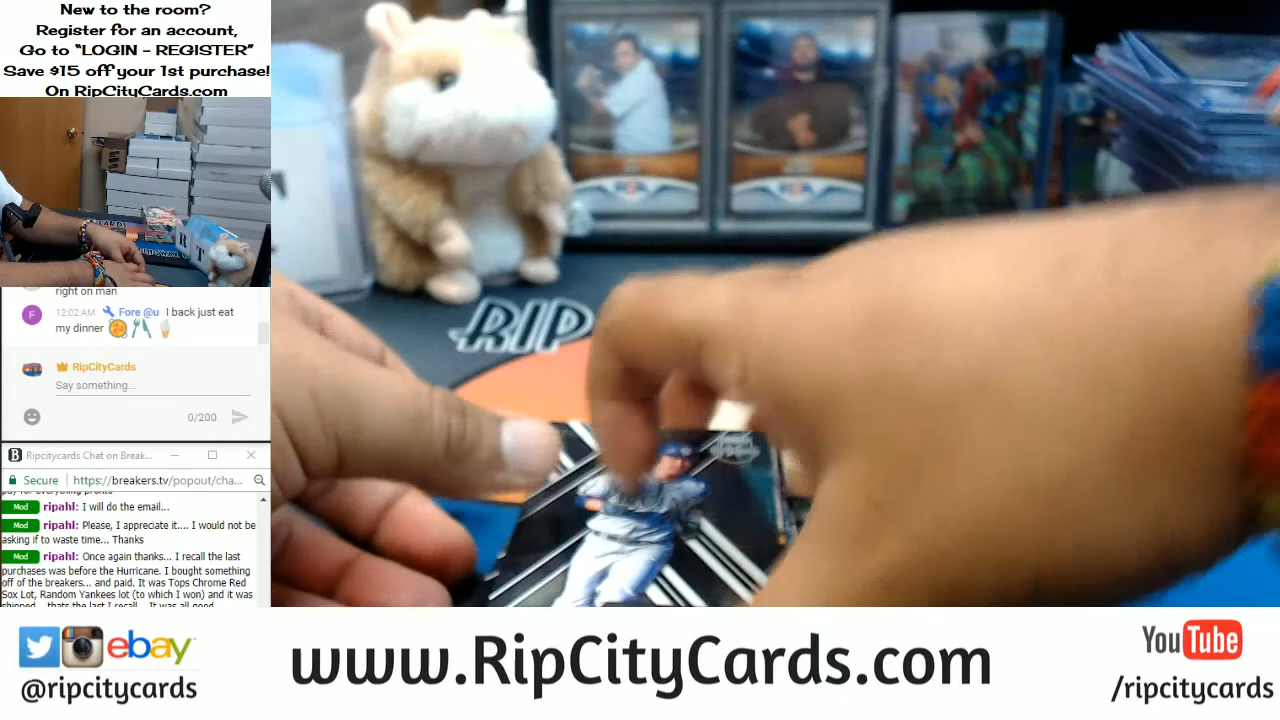 New to the room?
Register for an account,
Go to “LOGIN – REGISTER”
Save $15 off your 1st purchase!
On RipCityCards.com
right on man
F 12:02 AM Fore @u I back just eat
my dinner
RipCityCards
Say something...
0/200
B Ripcitycards Chat on Break...
Secure https://breakers.tv/popout/cha...
Mod ripahl: I will do the email...
Mod ripahl: Please, I appreciate it.... I would not be
asking if to waste time... Thanks
Mod ripahl: Once again thanks... I recall the last
purchases was before the Hurricane. I bought something
off of the breakers... and paid. It was Tops Chrome Red
Sox Lot, Random Yankees lot (to which I won) and it was
RIP
ebay
@ripcitycards
www.RipCityCards.com
YouTube
/ripcitycards